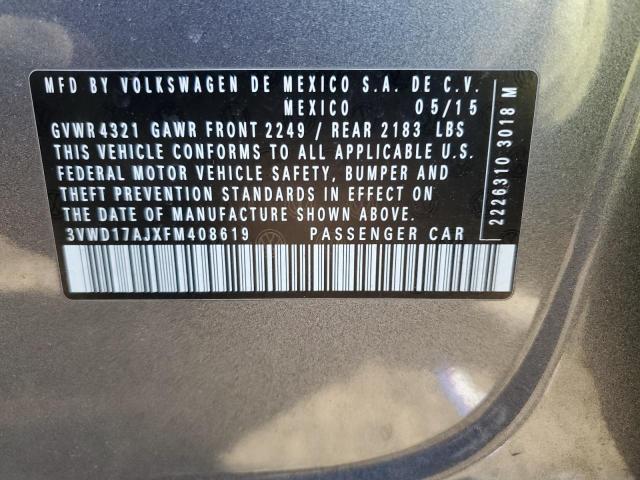 MFD BY VOLKSWAGEN DE MEXICO S.A. DE C.V.
MEXICO 05/15
GVWR 4321 GAWR FRONT 2249 / REAR 2183 LBS
THIS VEHICLE CONFORMS TO ALL APPLICABLE U.S.
FEDERAL MOTOR VEHICLE SAFETY, BUMPER AND
THEFT PREVENTION STANDARDS IN EFFECT ON
THE DATE OF MANUFACTURE SHOWN ABOVE.
3VWD17AJXFM408619 PASSENGER CAR
2226310 3018 M